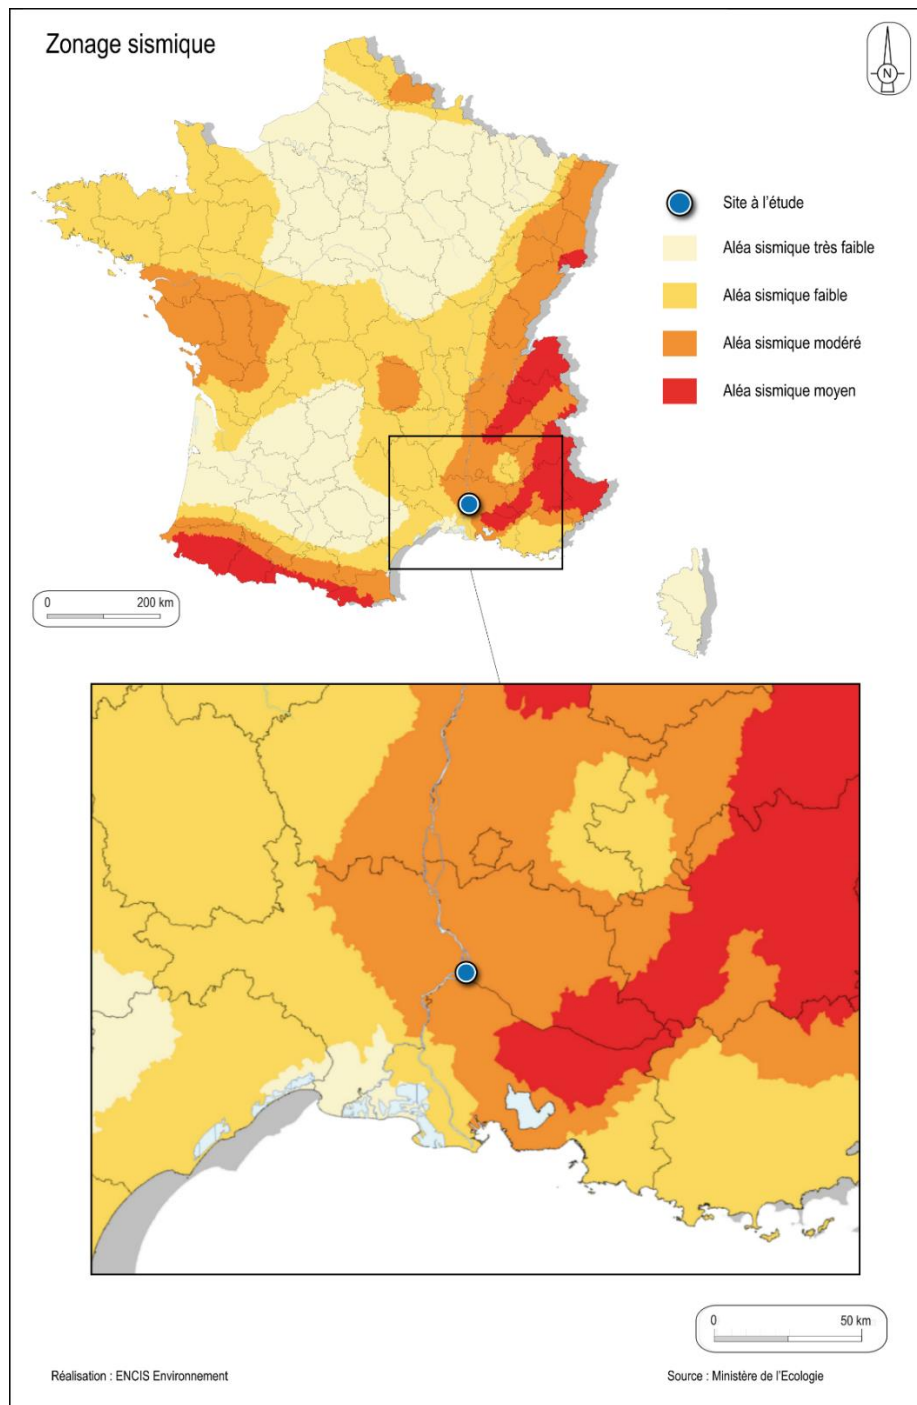 Zonage sismique
N
Site à l'étude
Aléa sismique très faible
Aléa sismique faible
Aléa sismique modéré
Aléa sismique moyen
0 200 km
0 50 km
Réalisation : ENCIS Environnement
Source : Ministère de l'Ecologie